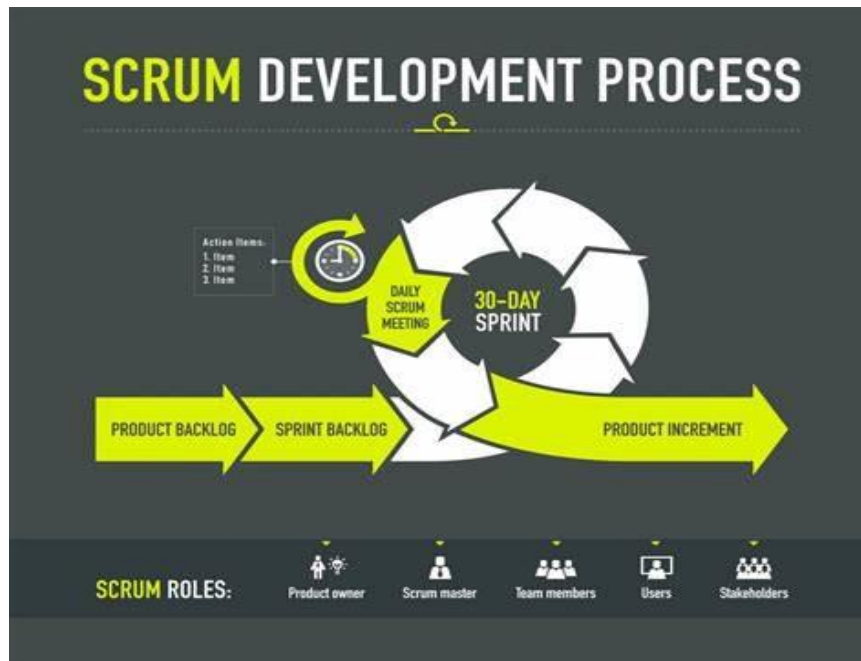 SCRUM DEVELOPMENT PROCESS
Action Items:
1. Item
2. Item
3. Item
DAILY
SCRUM
MEETING
30-DAY
SPRINT
PRODUCT BACKLOG
SPRINT BACKLOG
PRODUCT INCREMENT
SCRUM ROLES:
Product owner
Scrum master
Team members
Users
Stakeholders